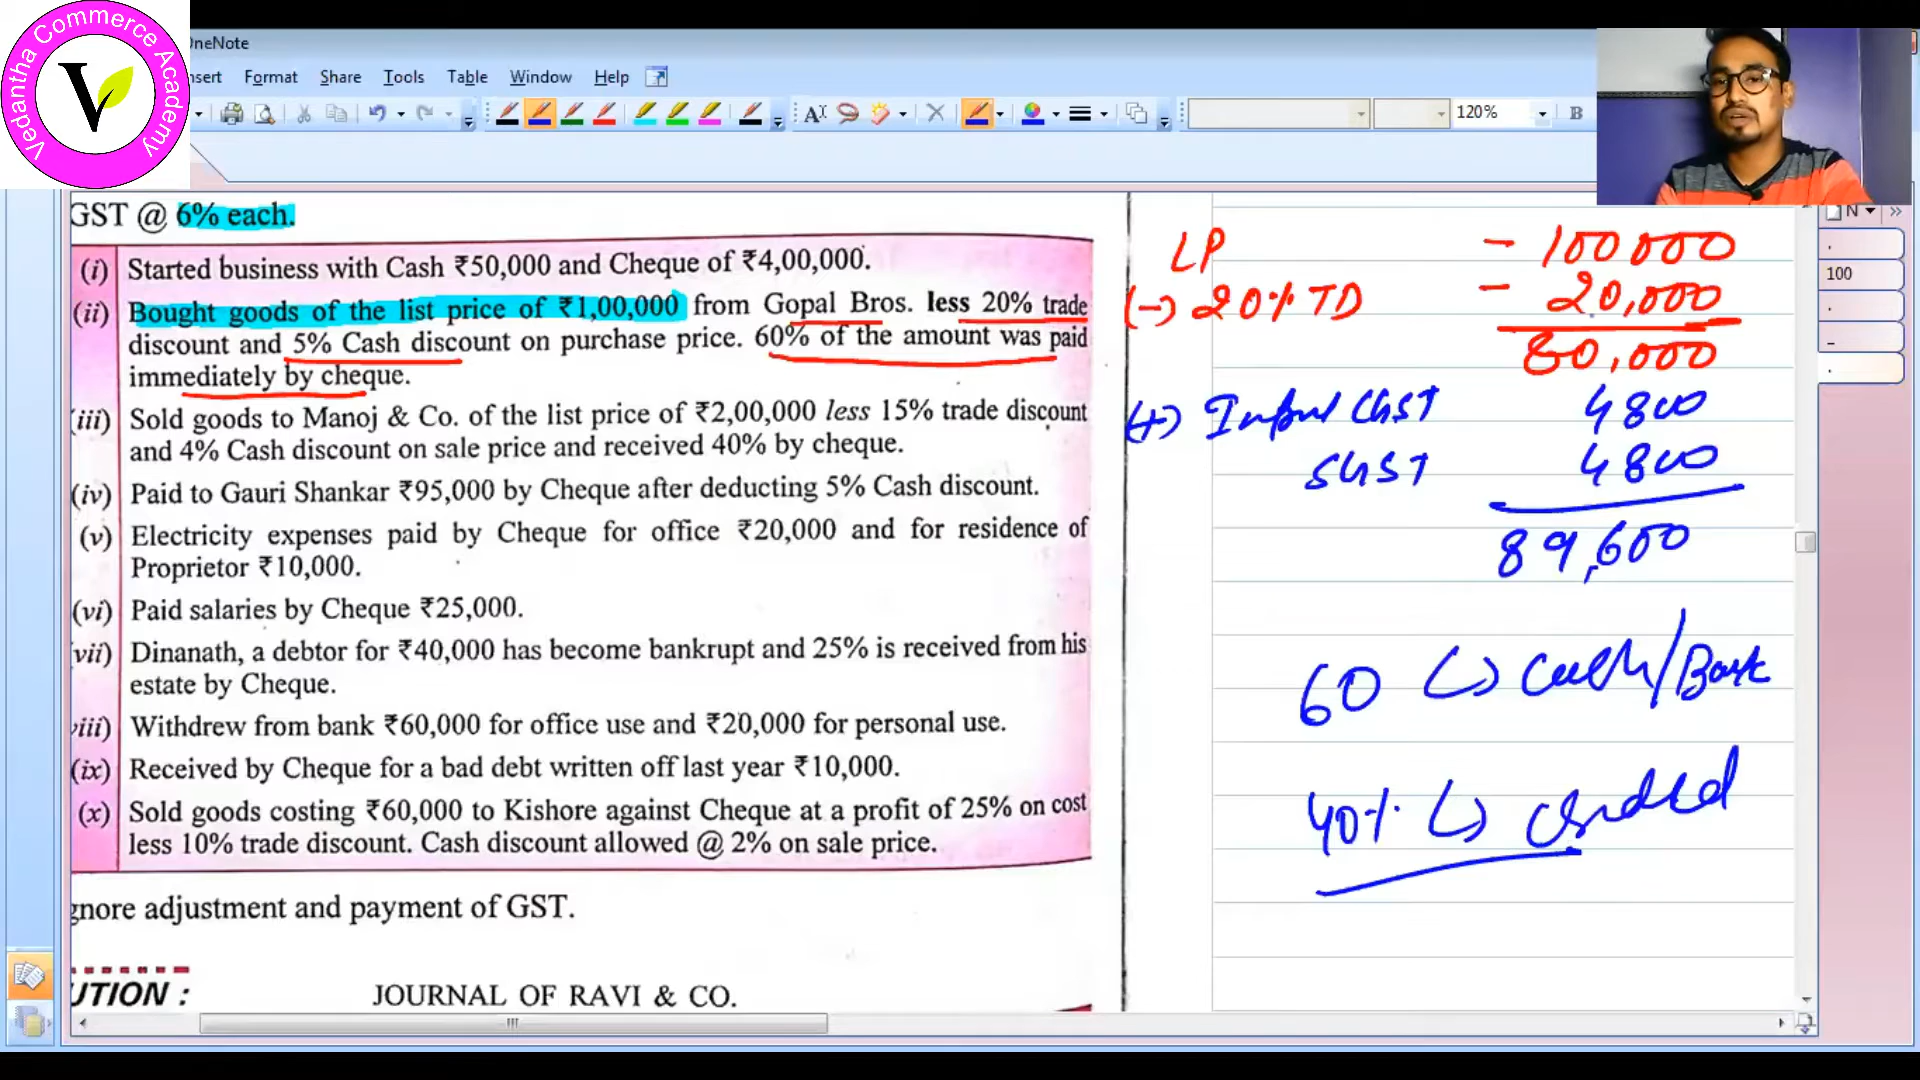 Vedantha Commerce Academy
V
OneNote
nsert Format Share Tools Table Window Help
120% B
GST @ 6% each.
(i) Started business with Cash ₹50,000 and Cheque of ₹4,00,000.
(ii) Bought goods of the list price of ₹1,00,000 from Gopal Bros. less 20% trade
discount and 5% Cash discount on purchase price. 60% of the amount was paid
immediately by cheque.
iii) Sold goods to Manoj & Co. of the list price of ₹2,00,000 less 15% trade discount
and 4% Cash discount on sale price and received 40% by cheque.
(iv) Paid to Gauri Shankar ₹95,000 by Cheque after deducting 5% Cash discount.
(v) Electricity expenses paid by Cheque for office ₹20,000 and for residence of
Proprietor ₹10,000.
(vi) Paid salaries by Cheque ₹25,000.
vii) Dinanath, a debtor for ₹40,000 has become bankrupt and 25% is received from his
estate by Cheque.
iii) Withdrew from bank ₹60,000 for office use and ₹20,000 for personal use.
(ix) Received by Cheque for a bad debt written off last year ₹10,000.
(x) Sold goods costing ₹60,000 to Kishore against Cheque at a profit of 25% on cost
less 10% trade discount. Cash discount allowed @ 2% on sale price.
gnore adjustment and payment of GST.
UTION :
JOURNAL OF RAVI & CO.
LP - 100000
(-) 20% TD - 20,000
80,000
(+) Input CGST 4800
SGST 4800
89,600
60 Cash/Bank
40%
N
100